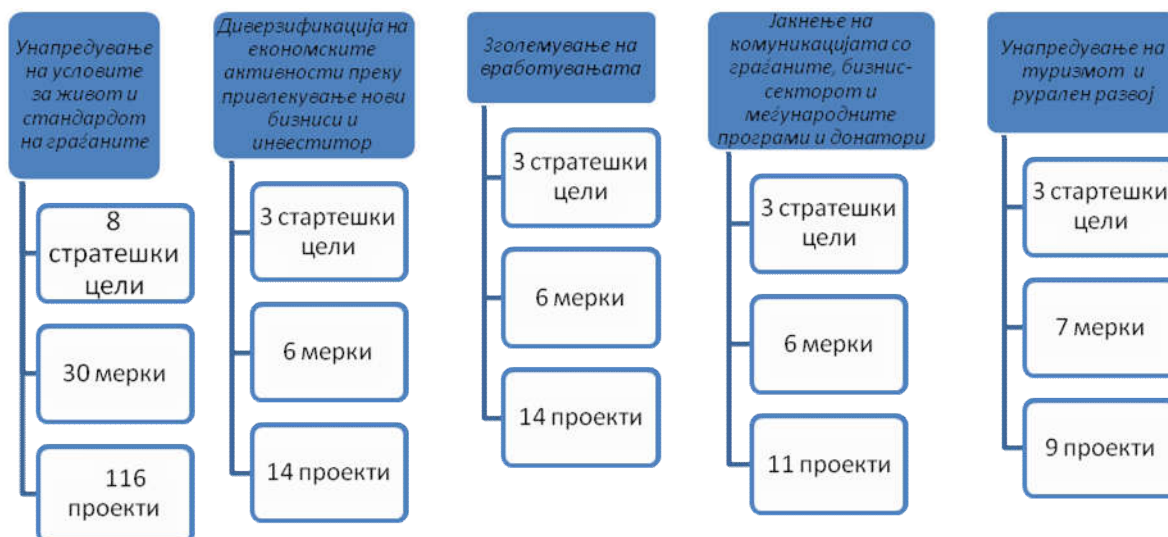 Унапредување
на условите
за живот и
стандардот
на граѓаните
8
стратешки
цели
30 мерки
116
проекти
Диверзификација на
економските
активности преку
привлекување нови
бизниси и
инвеститор
3 стартешки
цели
6 мерки
14 проекти
Зголемување на
вработувањата
3 стратешки
цели
6 мерки
14 проекти
Јакнење на
комуникацијата со
граѓаните, бизнис-
секторот и
меѓународните
програми и донатори
3 стратешки
цели
6 мерки
11 проекти
Унапредување на
туризмот и
рурален развој
3 стартешки
цели
7 мерки
9 проекти